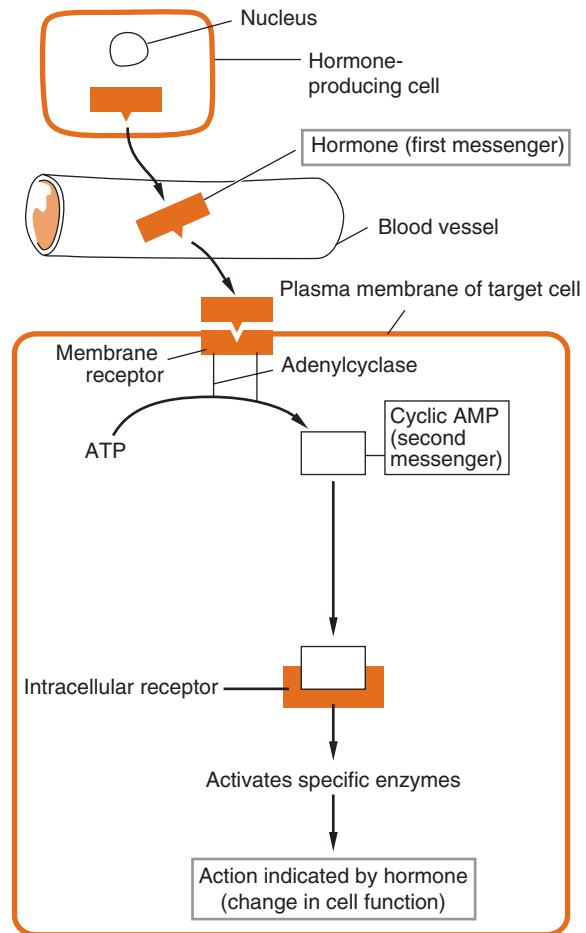 Nucleus
Hormone-
producing cell
Hormone (first messenger)
Blood vessel
Plasma membrane of target cell
Membrane
receptor
Adenylcyclase
ATP
Cyclic AMP
(second
messenger)
Intracellular receptor
Activates specific enzymes
Action indicated by hormone
(change in cell function)